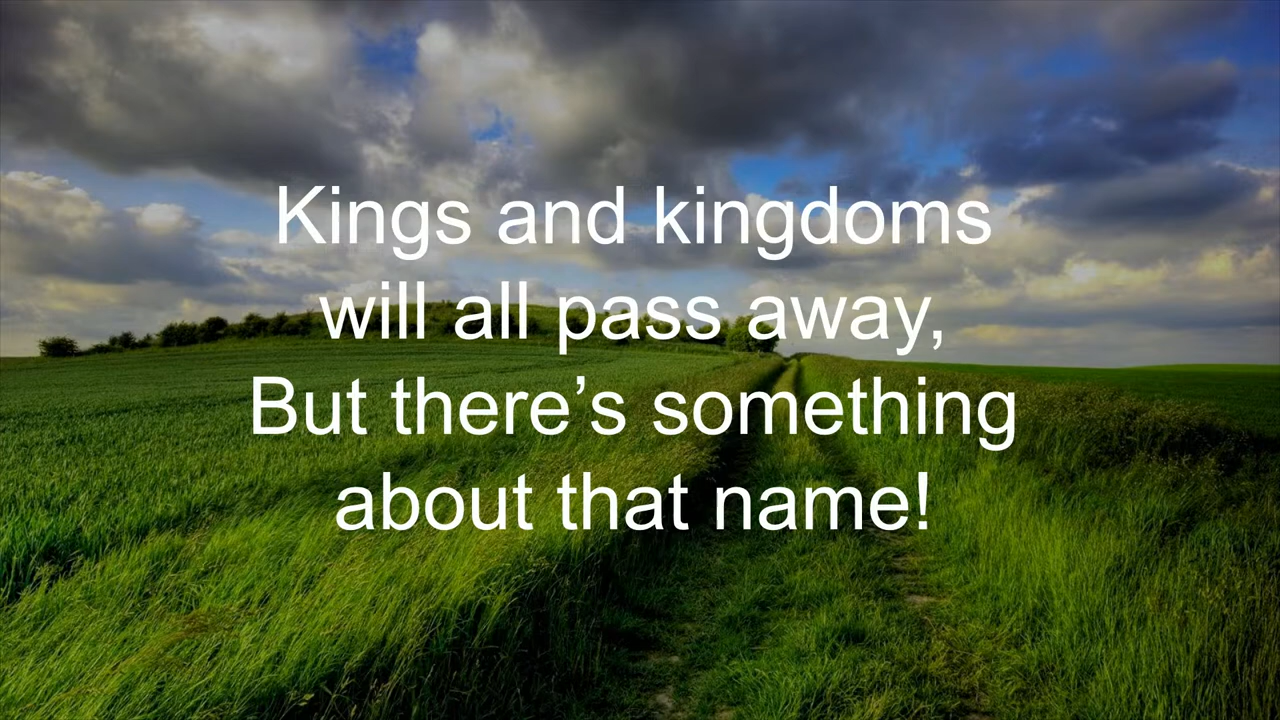 Kings and kingdoms
will all pass away,
But there’s something
about that name!